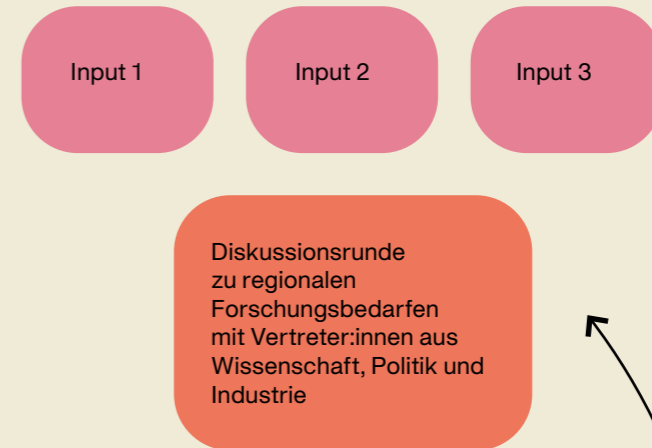 Input 1
Input 2
Input 3
Diskussionsrunde
zu regionalen
Forschungsbedarfen
mit Vertreter:innen aus
Wissenschaft, Politik und
Industrie